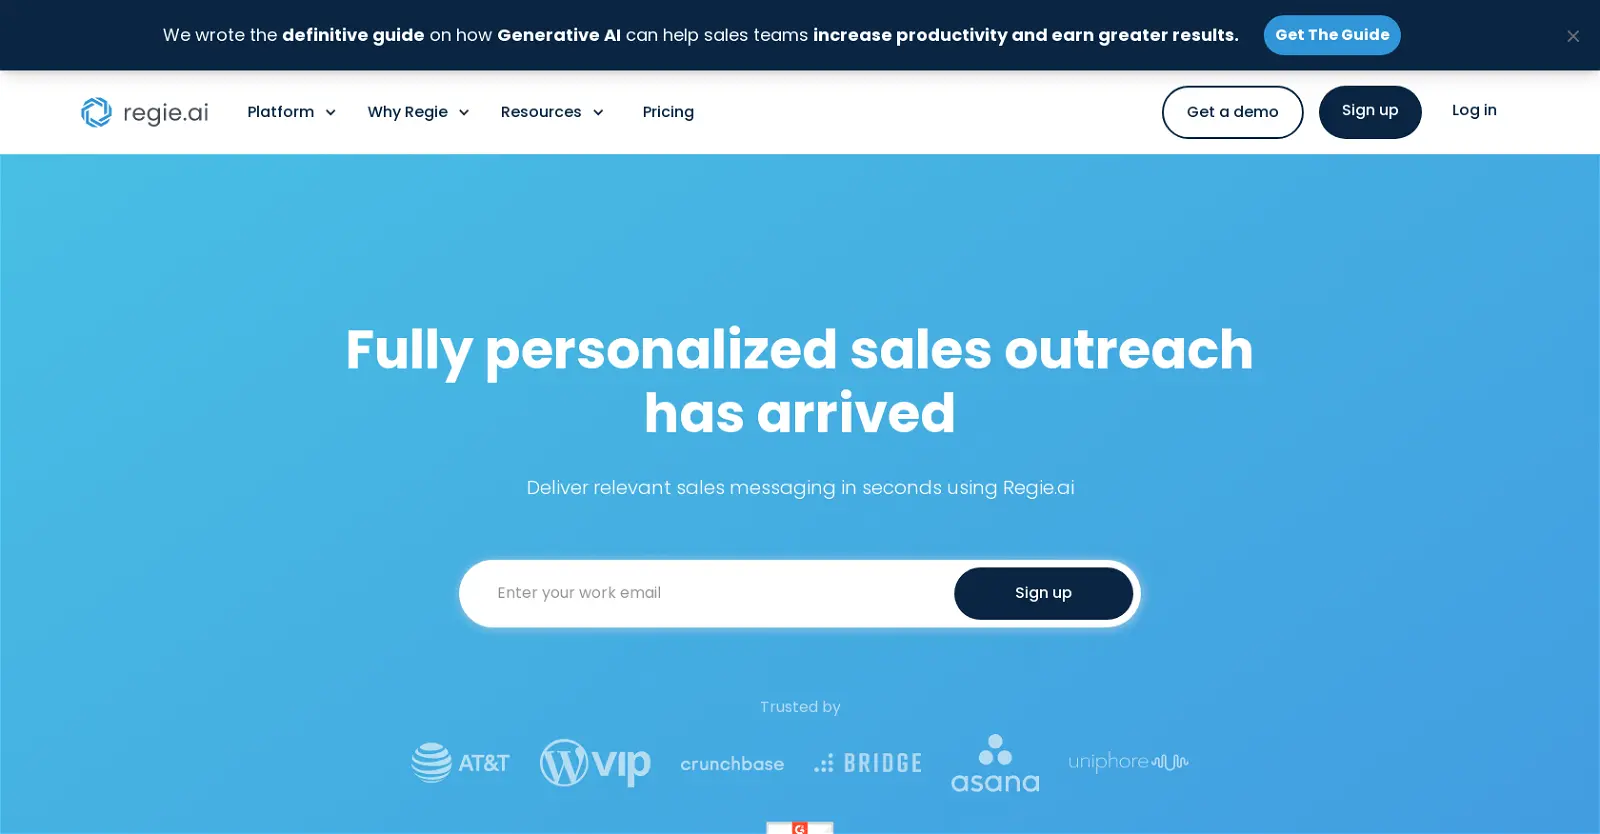 We wrote the definitive guide on how Generative AI can help sales teams increase productivity and earn greater results.
Get The Guide
regie.ai
Platform
Why Regie
Resources
Pricing
Get a demo
Sign up
Log in
Fully personalized sales outreach
has arrived
Deliver relevant sales messaging in seconds using Regie.ai
Enter your work email
Sign up
Trusted by
AT&T
VIP
crunchbase
BRIDGE
asana
uniphore